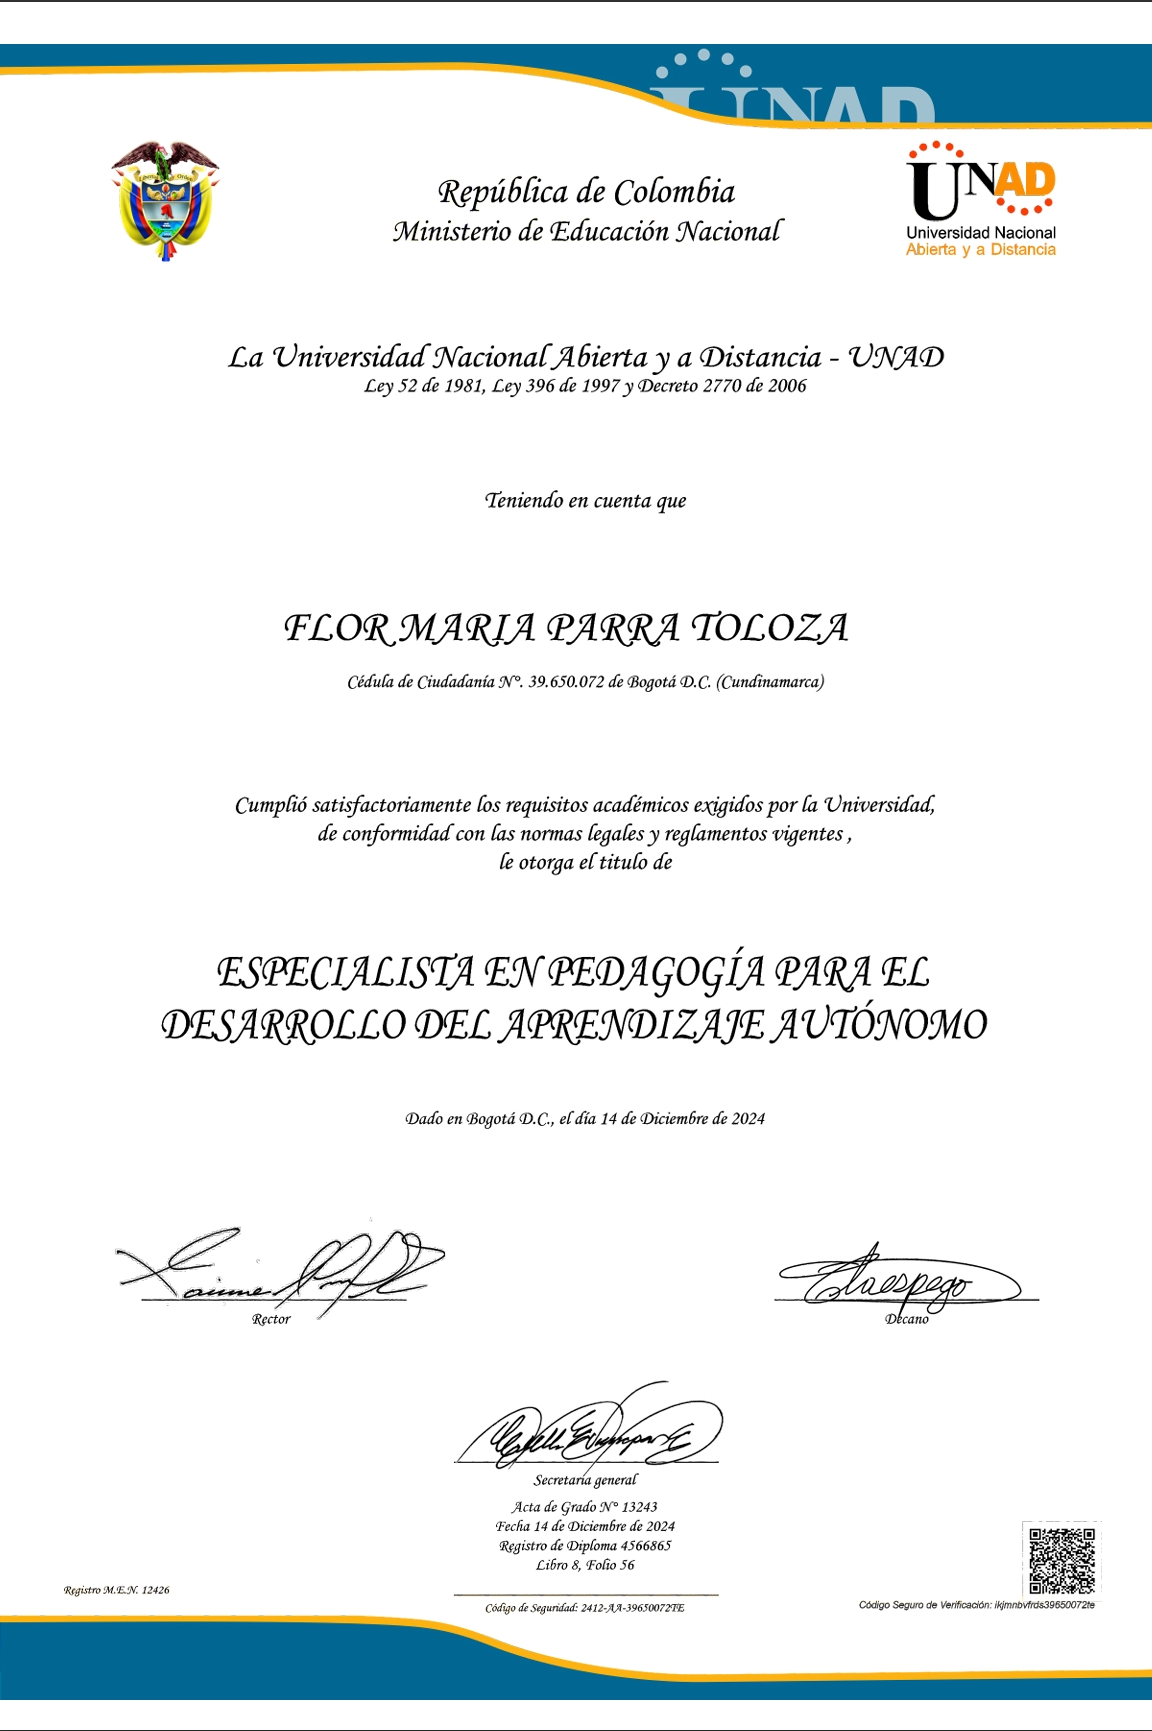 UNAD
República de Colombia
Ministerio de Educación Nacional
UNAD
Universidad Nacional
Abierta y a Distancia
La Universidad Nacional Abierta y a Distancia - UNAD
Ley 52 de 1981, Ley 396 de 1997 y Decreto 2770 de 2006
Teniendo en cuenta que
FLOR MARIA PARRA TOLOZA
Cédula de Ciudadanía Nº. 39.650.072 de Bogotá D.C. (Cundinamarca)
Cumplió satisfactoriamente los requisitos académicos exigidos por la Universidad,
de conformidad con las normas legales y reglamentos vigentes ,
le otorga el titulo de
ESPECIALISTA EN PEDAGOGÍA PARA EL
DESARROLLO DEL APRENDIZAJE AUTÓNOMO
Dado en Bogotá D.C., el día 14 de Diciembre de 2024
Rector
Decano
Secretaria general
Acta de Grado Nº 13243
Fecha 14 de Diciembre de 2024
Registro de Diploma 4566865
Libro 8, Folio 56
Registro M.E.N. 12426
Código de Seguridad: 2412-AA-39650072TE
Código Seguro de Verificación: ikjmnbvfrds39650072te